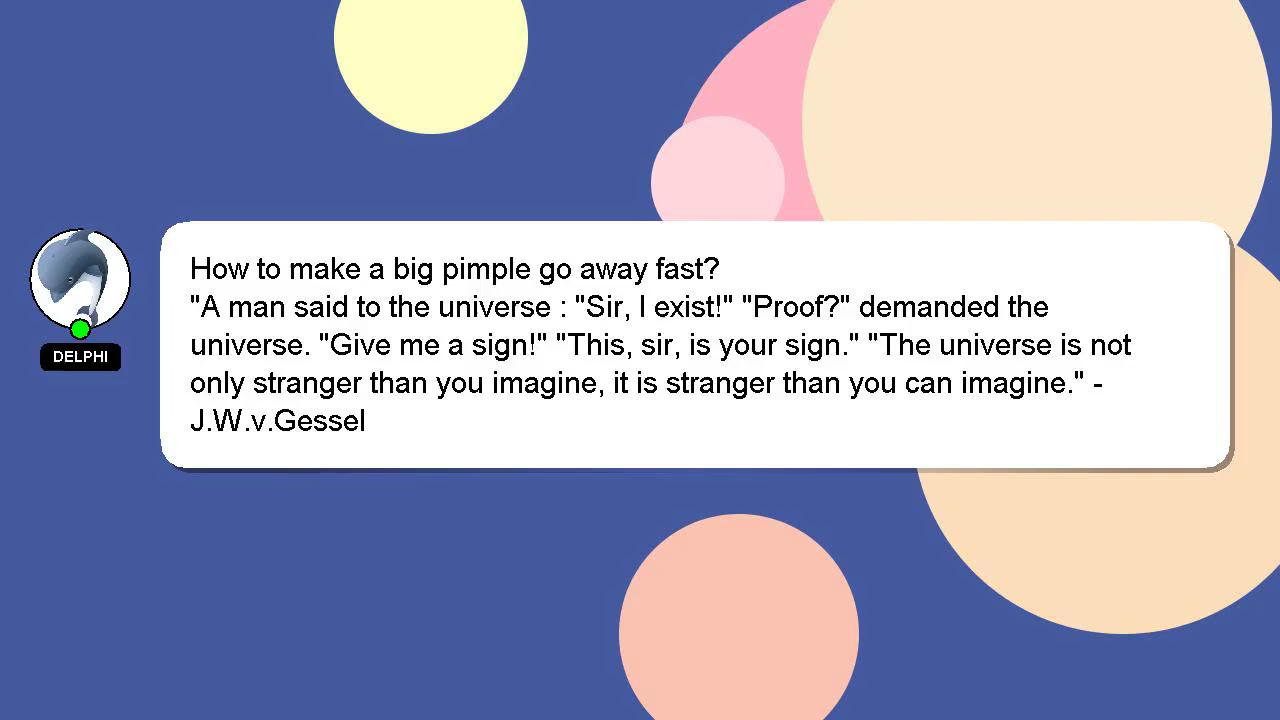 How to make a big pimple go away fast?
"A man said to the universe : "Sir, I exist!" "Proof?" demanded the
universe. "Give me a sign!" "This, sir, is your sign." "The universe is not
only stranger than you imagine, it is stranger than you can imagine." -
J.W.v.Gessel
DELPHI